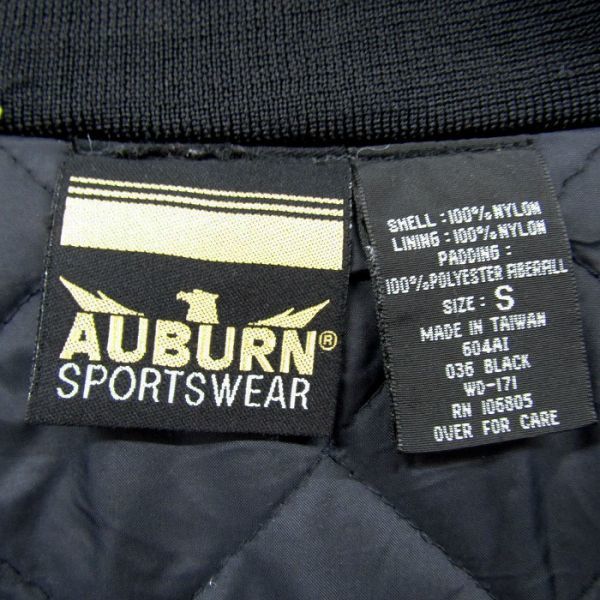 AUBURN®
SPORTSWEAR
SHELL : 100% NYLON
LINING : 100% NYLON
PADDING :
100% POLYESTER FIBERFILL
SIZE : S
MADE IN TAIWAN
604AI
036 BLACK
WD-171
RN 106805
OVER FOR CARE